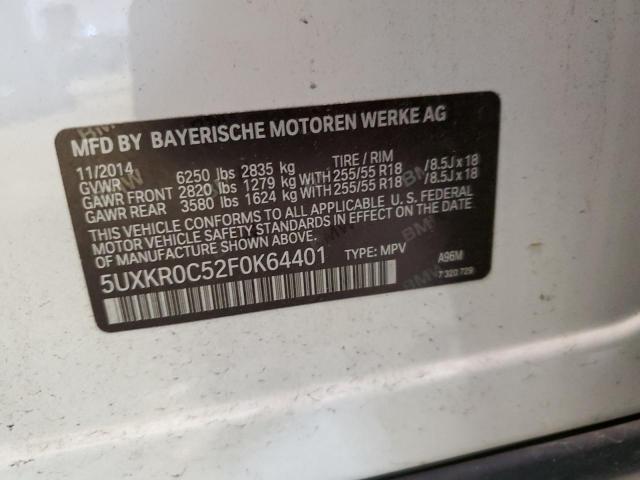 MFD BY BAYERISCHE MOTOREN WERKE AG
11/2014 TIRE / RIM
GVWR 6250 lbs 2835 kg
GAWR FRONT 2820 lbs 1279 kg WITH 255/55 R18 /8.5J x 18
GAWR REAR 3580 lbs 1624 kg WITH 255/55 R18 /8.5J x 18
THIS VEHICLE CONFORMS TO ALL APPLICABLE U.S. FEDERAL
MOTOR VEHICLE SAFETY STANDARDS IN EFFECT ON THE DATE
OF MANUFACTURE SHOWN ABOVE.
5UXKR0C52F0K64401 TYPE: MPV A96M
7 320 729